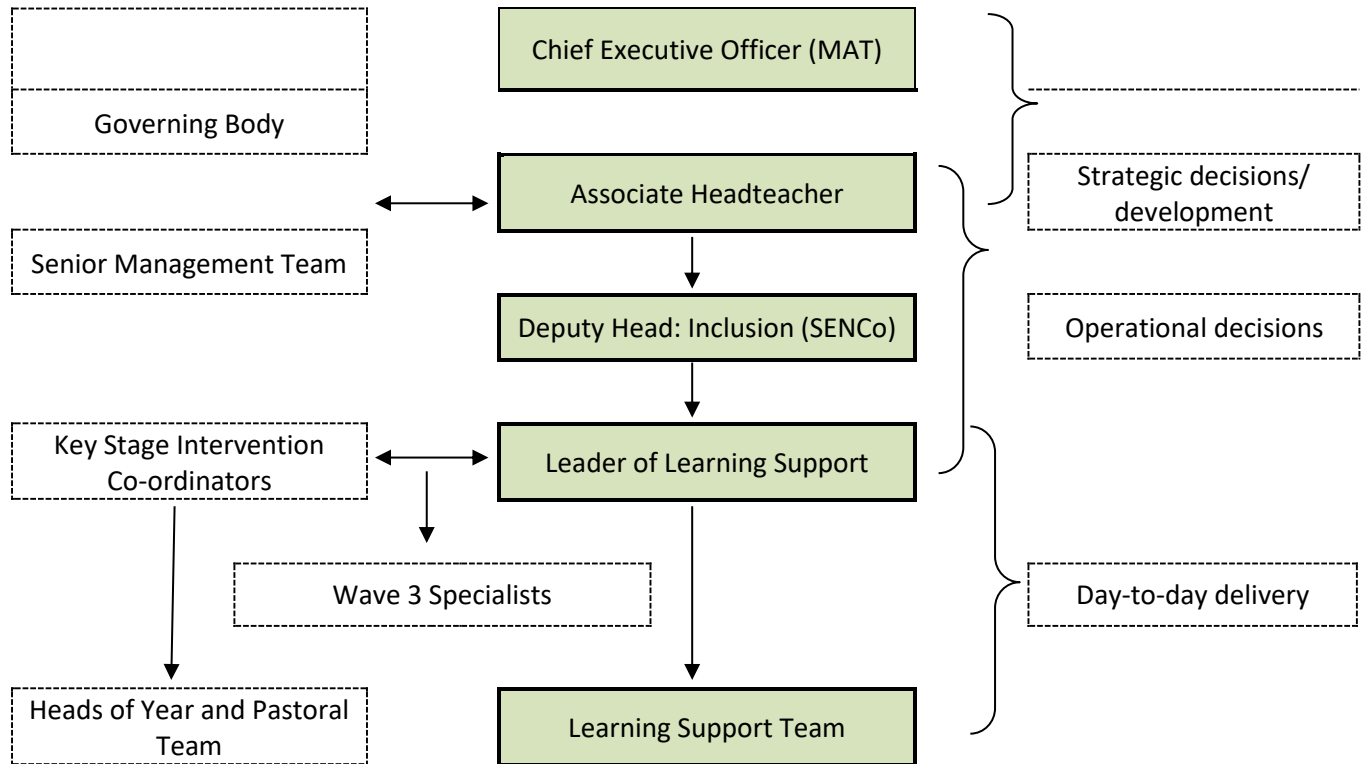 Chief Executive Officer (MAT)
Governing Body
Associate Headteacher
Strategic decisions/
development
Senior Management Team
Deputy Head: Inclusion (SENCo)
Operational decisions
Key Stage Intervention
Co-ordinators
Leader of Learning Support
Wave 3 Specialists
Day-to-day delivery
Heads of Year and Pastoral
Team
Learning Support Team